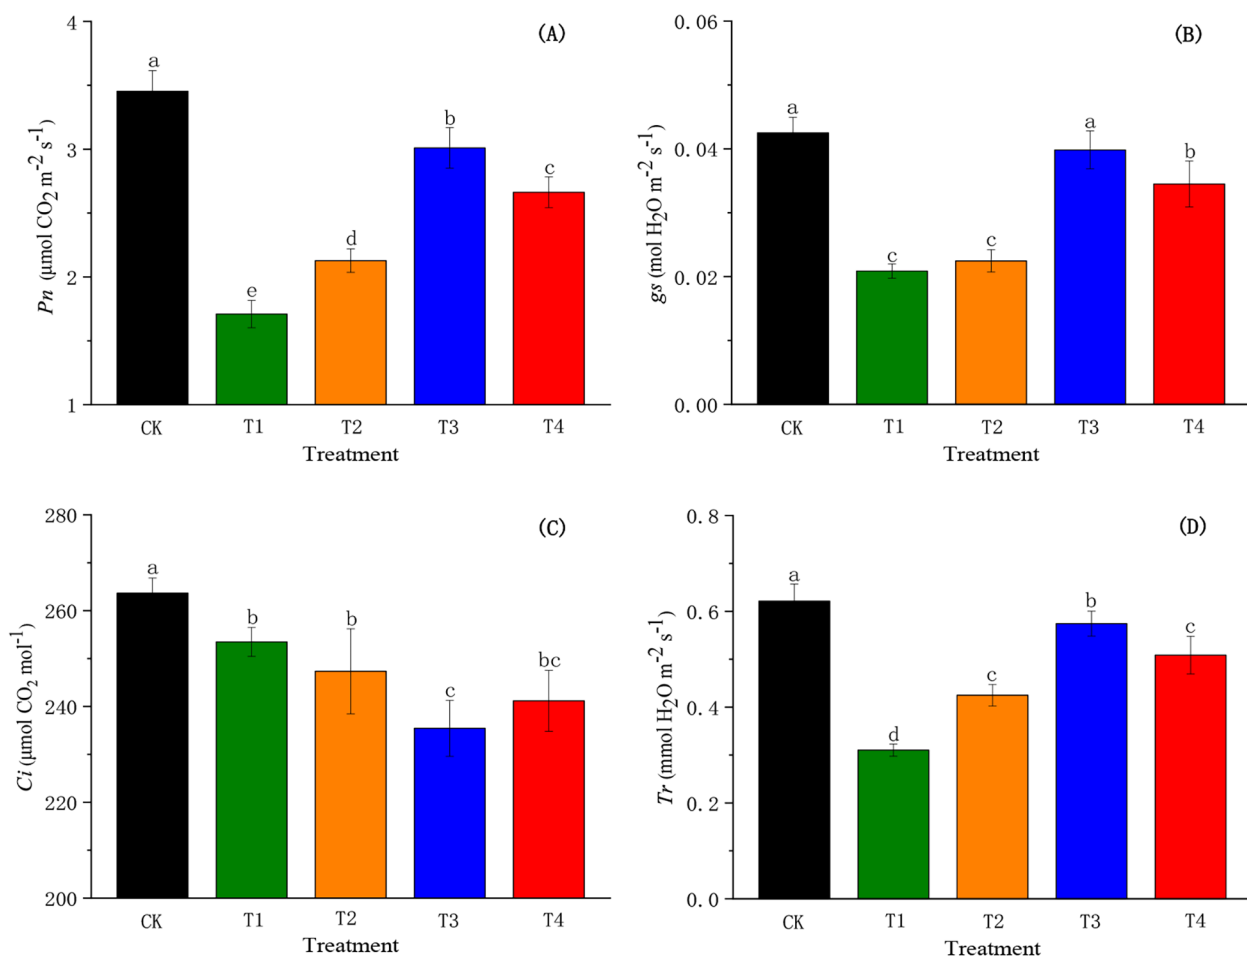 (A)
4
3
2
1
Pn (μmol CO2 m-2 s-1)
a
e
d
b
c
CK T1 T2 T3 T4
Treatment
(B)
0.06
0.04
0.02
0.00
gs (mol H2O m-2 s-1)
a
c
c
a
b
CK T1 T2 T3 T4
Treatment
(C)
280
260
240
220
200
Ci (μmol CO2 mol-1)
a
b
b
c
bc
CK T1 T2 T3 T4
Treatment
(D)
0.8
0.6
0.4
0.2
0.0
Tr (mmol H2O m-2 s-1)
a
d
c
b
c
CK T1 T2 T3 T4
Treatment